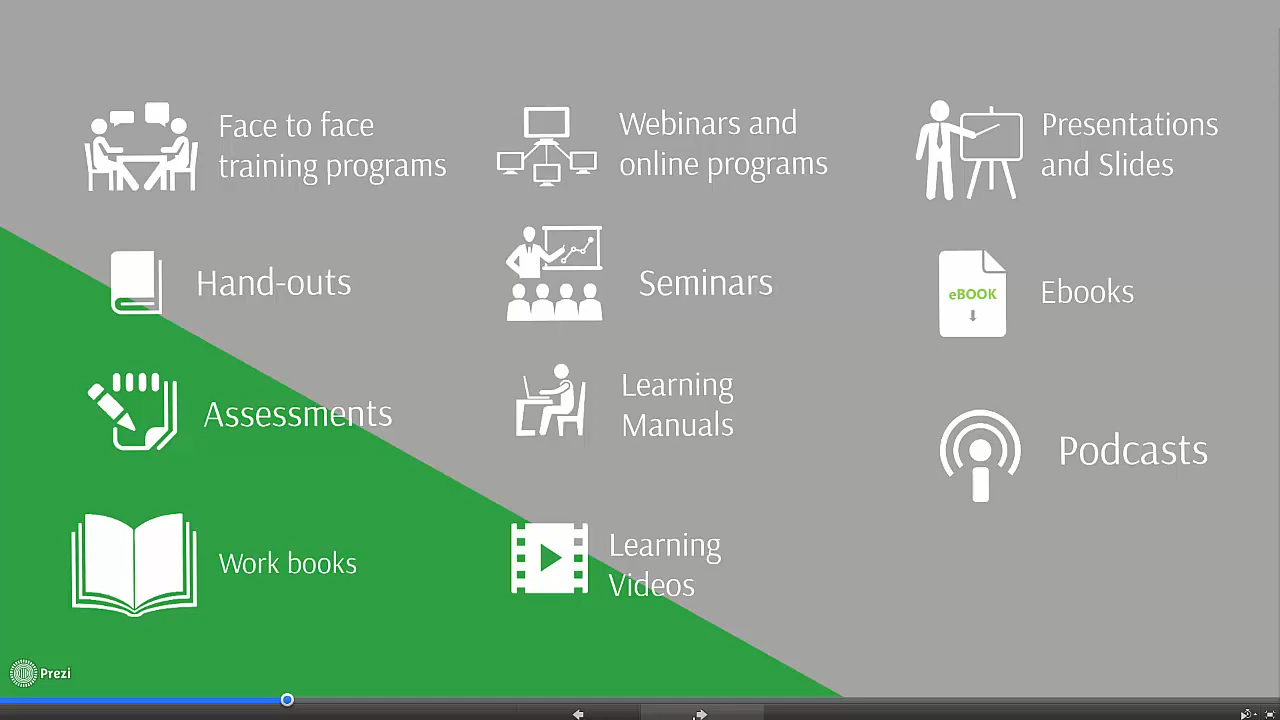 Face to face
training programs
Webinars and
online programs
Presentations
and Slides
Hand-outs
Seminars
eBOOK
Ebooks
Assessments
Learning
Manuals
Podcasts
Work books
Learning
Videos
Prezi